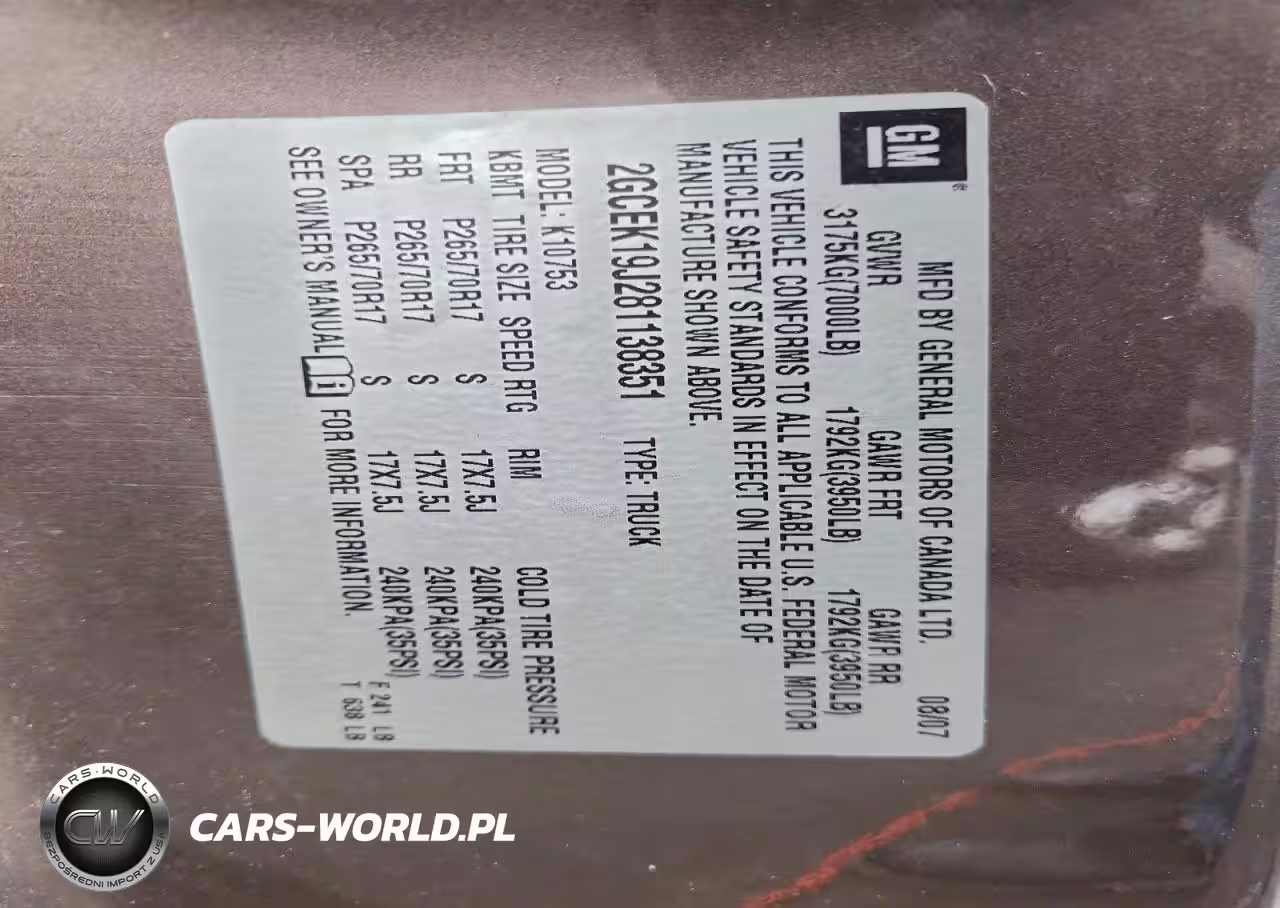 GM®
MFD BY GENERAL MOTORS OF CANADA LTD. 08/07
GVWR GAWR FRT GAWR RR
3175KG(7000LB) 1792KG(3950LB) 1792KG(3950LB)
THIS VEHICLE CONFORMS TO ALL APPLICABLE U.S. FEDERAL MOTOR
VEHICLE SAFETY STANDARDS IN EFFECT ON THE DATE OF
MANUFACTURE SHOWN ABOVE.
2GCEK19J281138351 TYPE: TRUCK
MODEL: K10753
KBMT TIRE SIZE SPEED RTG RIM COLD TIRE PRESSURE
FRT P265/70R17 S 17X7.5J 240KPA(35PSI)
RR P265/70R17 S 17X7.5J 240KPA(35PSI)
SPA P265/70R17 S 17X7.5J 240KPA(35PSI)
SEE OWNER'S MANUAL FOR MORE INFORMATION.
F 241 LB
T 638 LB
CARS-WORLD
CW
BEZPOŚREDNI IMPORT Z USA
CARS-WORLD.PL